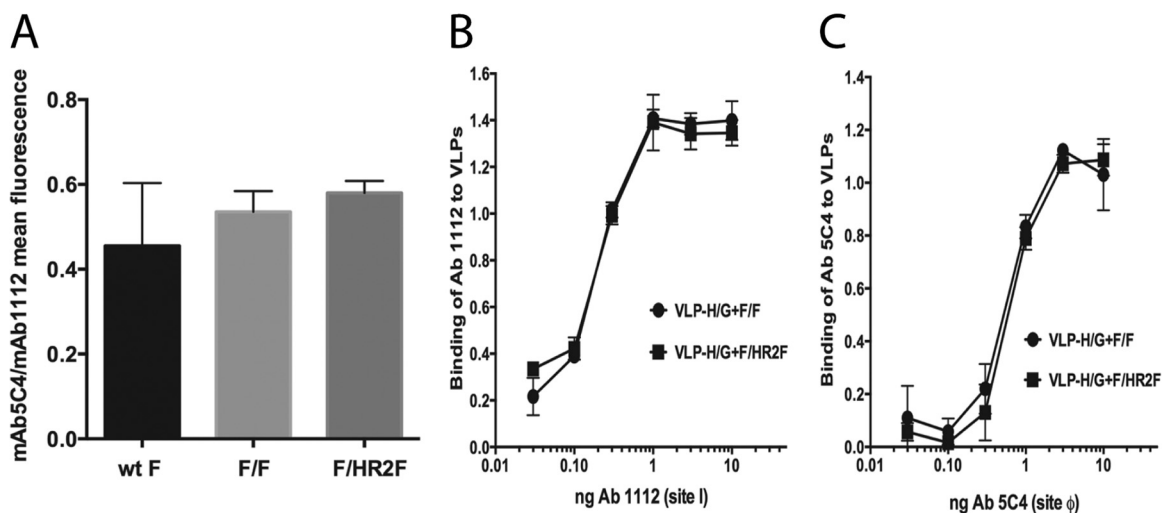 A
mAb5C4/mAb1112 mean fluorescence
0.8
0.6
0.4
0.2
0.0
wt F
F/F
F/HR2F
B
Binding of Ab 1112 to VLPs
1.6
1.4
1.2
1.0
0.8
0.6
0.4
0.2
0.0
VLP-H/G+F/F
VLP-H/G+F/HR2F
0.01
0.10
1
10
ng Ab 1112 (site I)
C
Binding of Ab 5C4 to VLPs
1.4
1.2
1.0
0.8
0.6
0.4
0.2
0.0
VLP-H/G+F/F
VLP-H/G+F/HR2F
0.01
0.10
1
10
ng Ab 5C4 (site ϕ)